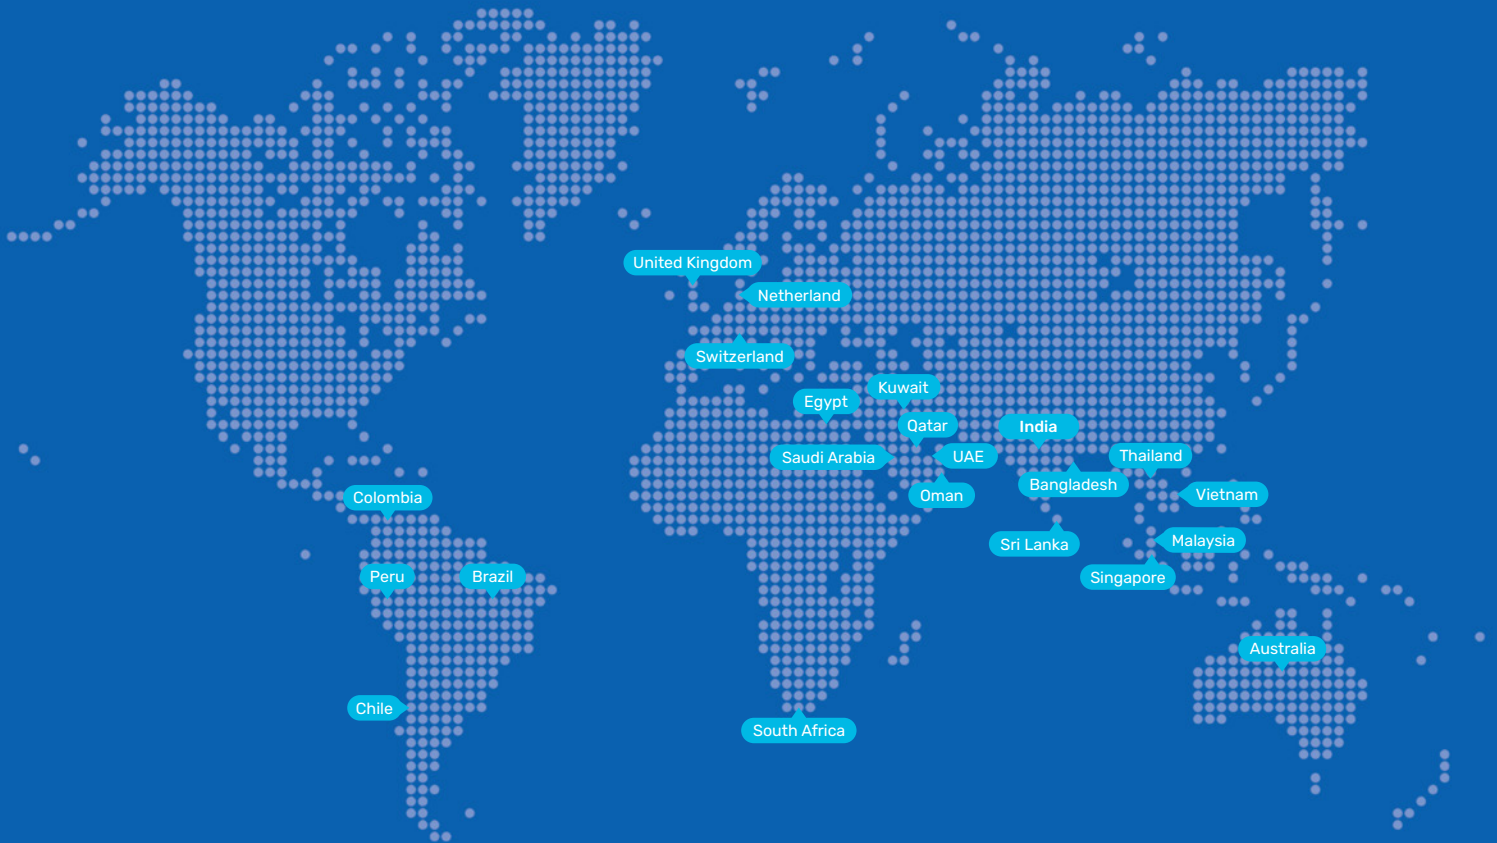 United Kingdom
Netherland
Switzerland
Kuwait
Egypt
Qatar
India
Saudi Arabia
UAE
Thailand
Bangladesh
Oman
Vietnam
Colombia
Sri Lanka
Malaysia
Peru
Brazil
Singapore
Australia
Chile
South Africa